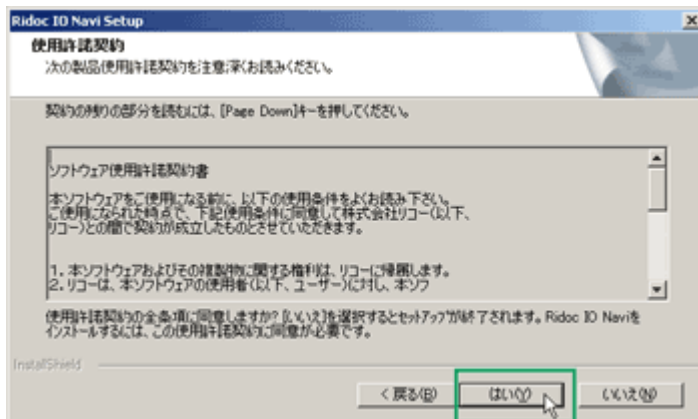 Ridoc IO Navi Setup
使用許諾契約
次の製品使用許諾契約を注意深くお読みください。
契約の残りの部分を読むには、[Page Down]キーを押してください。
ソフトウェア使用許諾契約書
本ソフトウェアをご使用になる前に、以下の使用条件をよくお読み下さい。
ご使用になられた時点で、下記使用条件に同意して株式会社リコー(以下、
リコー)との間で契約が成立したものとさせていただきます。
1. 本ソフトウェアおよびその複製物に関する権利は、リコーに帰属します。
2. リコーは、本ソフトウェアの使用者(以下、ユーザー)に対し、本ソフ
使用許諾契約の全条項に同意しますか? [いいえ]を選択するとセットアップが終了されます。Ridoc IO Naviを
インストールするには、この使用許諾契約に同意が必要です。
InstallShield
< 戻る(B)
はい(Y)
いいえ(N)